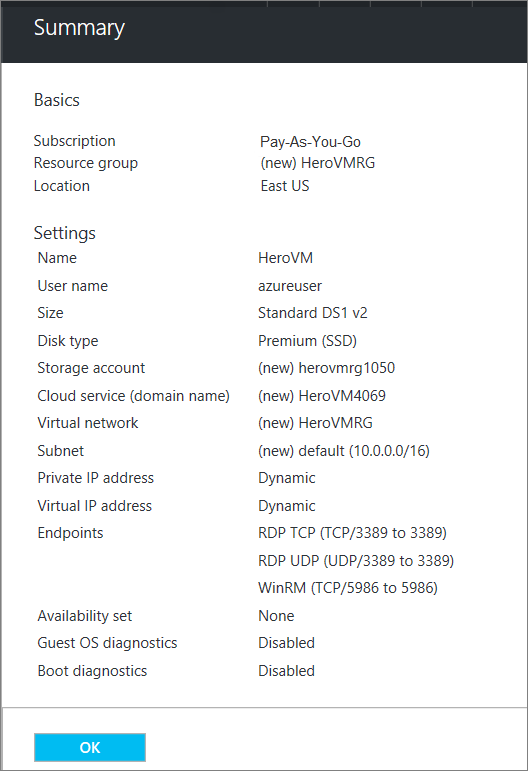 Summary
Basics
Subscription Pay-As-You-Go
Resource group (new) HeroVMRG
Location East US
Settings
Name HeroVM
User name azureuser
Size Standard DS1 v2
Disk type Premium (SSD)
Storage account (new) herovmrg1050
Cloud service (domain name) (new) HeroVM4069
Virtual network (new) HeroVMRG
Subnet (new) default (10.0.0.0/16)
Private IP address Dynamic
Virtual IP address Dynamic
Endpoints RDP TCP (TCP/3389 to 3389)
RDP UDP (UDP/3389 to 3389)
WinRM (TCP/5986 to 5986)
Availability set None
Guest OS diagnostics Disabled
Boot diagnostics Disabled
OK